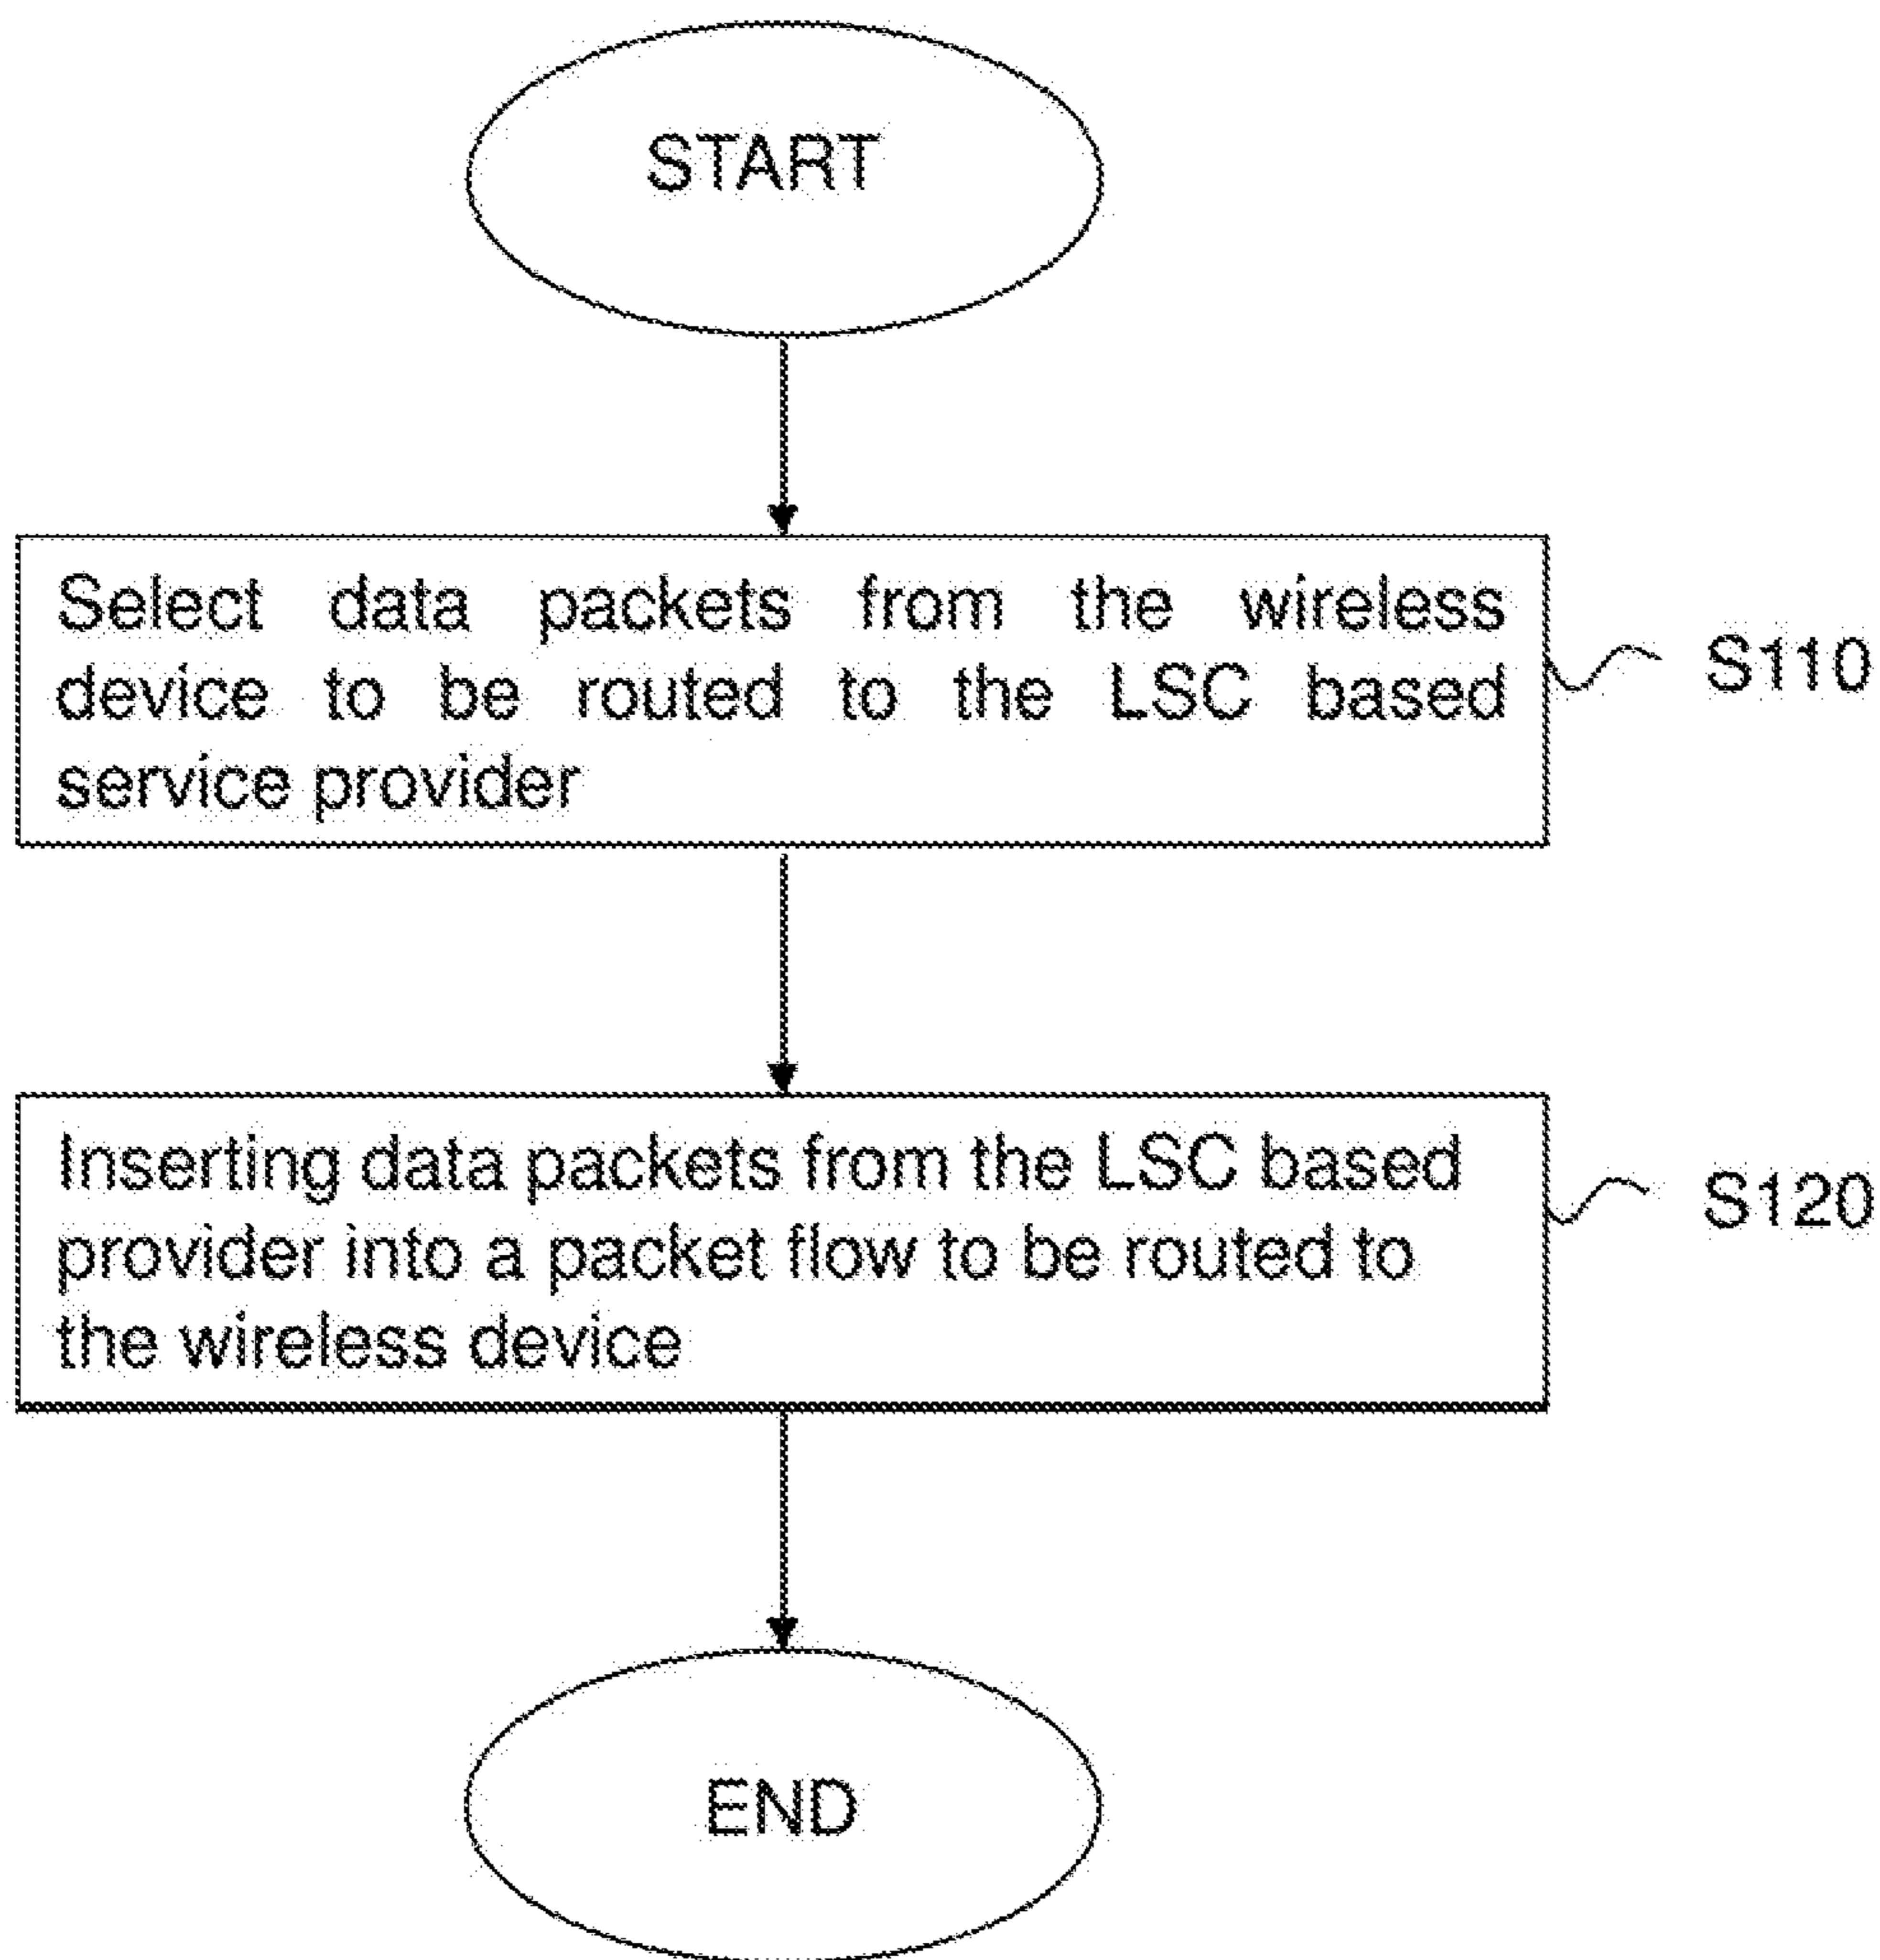 START
Select data packets from the wireless
device to be routed to the LSC based
service provider
S110
Inserting data packets from the LSC based
provider into a packet flow to be routed to
the wireless device
S120
END